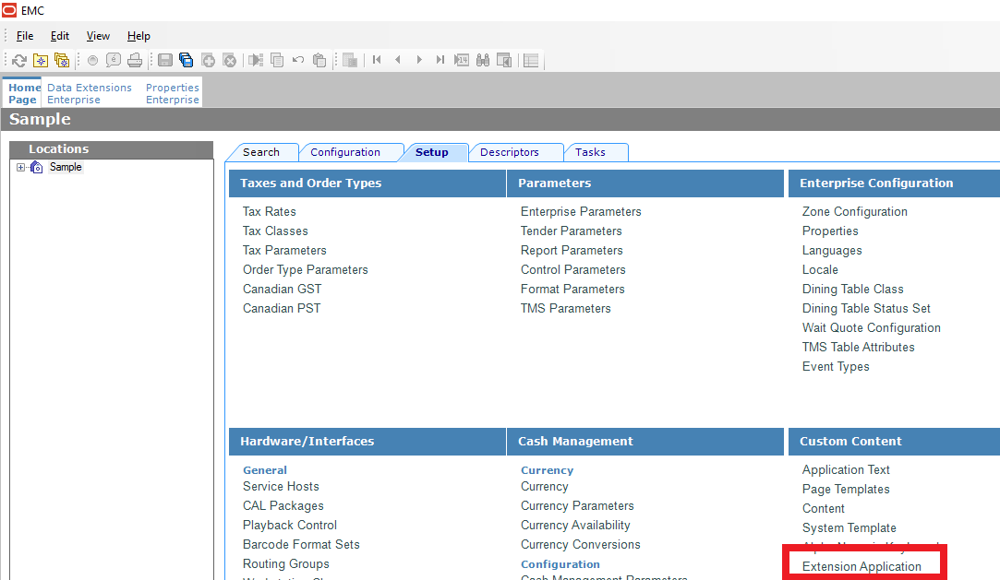 EMC
File Edit View Help
Home Page
Data Extensions Enterprise
Properties Enterprise
Sample
Locations
Sample
Search Configuration Setup Descriptors Tasks
Taxes and Order Types
Tax Rates
Tax Classes
Tax Parameters
Order Type Parameters
Canadian GST
Canadian PST
Parameters
Enterprise Parameters
Tender Parameters
Report Parameters
Control Parameters
Format Parameters
TMS Parameters
Enterprise Configuration
Zone Configuration
Properties
Languages
Locale
Dining Table Class
Dining Table Status Set
Wait Quote Configuration
TMS Table Attributes
Event Types
Hardware/Interfaces
General
Service Hosts
CAL Packages
Playback Control
Barcode Format Sets
Routing Groups
Cash Management
Currency
Currency
Currency Parameters
Currency Availability
Currency Conversions
Configuration
Cash Management Parameters
Custom Content
Application Text
Page Templates
Content
System Template
Extension Application